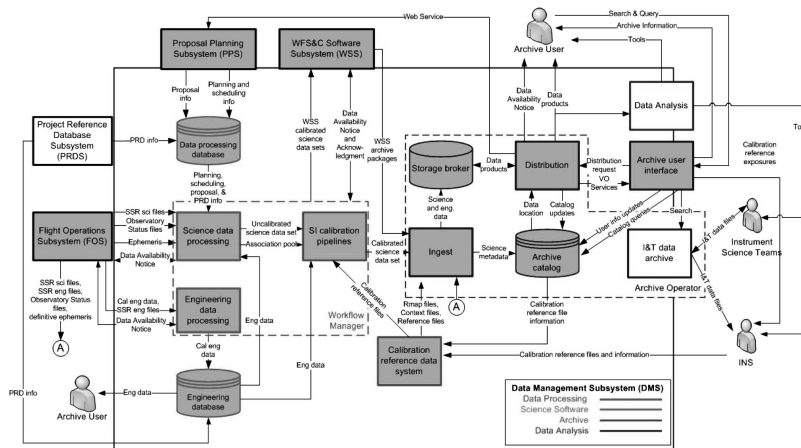 Web Service
Search & Query
Archive Information
Archive User
Tools
Proposal Planning
Subsystem (PPS)
WFS&C Software
Subsystem (WSS)
Proposal
info
Planning and
scheduling
info
Data
Availability
Notice
Data
products
Data Analysis
Project Reference
Database Subsystem
(PRDS)
PRD info
Data processing
database
WSS
calibrated
science
data sets
Data
Availability
Notice
and
Acknow-
ledgment
WSS
archive
packages
Storage broker
Data
products
Distribution
Distribution
request
VO
Services
Archive user
interface
Calibration
reference
exposures
Planning,
scheduling,
proposal, &
PRD info
Science
and eng.
data
Data
location
Catalog
updates
User info updates
Catalog queries
Search
Flight Operations
Subsystem (FOS)
SSR sci files
Observatory
Status files
Ephemeris
Data Availability
Notice
Science data
processing
Uncalibrated
science data set
Association pool
SI calibration
pipelines
Calibrated
science
data set
Ingest
Science
metadata
Archive
catalog
I&T data
archive
I&T data files
Instrument
Science Teams
Archive Operator
I&T data files
SSR sci files,
SSR eng files,
Observatory Status
files,
definitive ephemeris
A
Cal eng data,
SSR eng files
Data Availability
Notice
Engineering
data
processing
Workflow
Manager
Calibration
reference files
Rmap files,
Context files,
Reference files
A
Calibration
reference file
information
Calibration
reference data
system
Calibration reference files and information
INS
Cal eng
data
Eng data
Eng data
PRD info
Archive User
Eng data
Engineering
database
Data Management Subsystem (DMS)
Data Processing
Science Software
Archive
Data Analysis